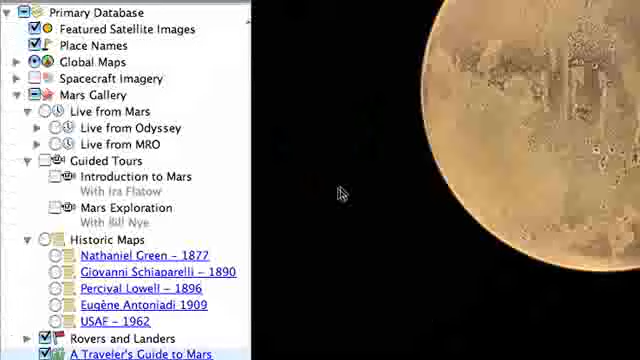 Primary Database
Featured Satellite Images
Place Names
Global Maps
Spacecraft Imagery
Mars Gallery
Live from Mars
Live from Odyssey
Live from MRO
Guided Tours
Introduction to Mars
With Ira Flatow
Mars Exploration
With Bill Nye
Historic Maps
Nathaniel Green - 1877
Giovanni Schiaparelli - 1890
Percival Lowell - 1896
Eugène Antoniadi 1909
USAF - 1962
Rovers and Landers
A Traveler's Guide to Mars